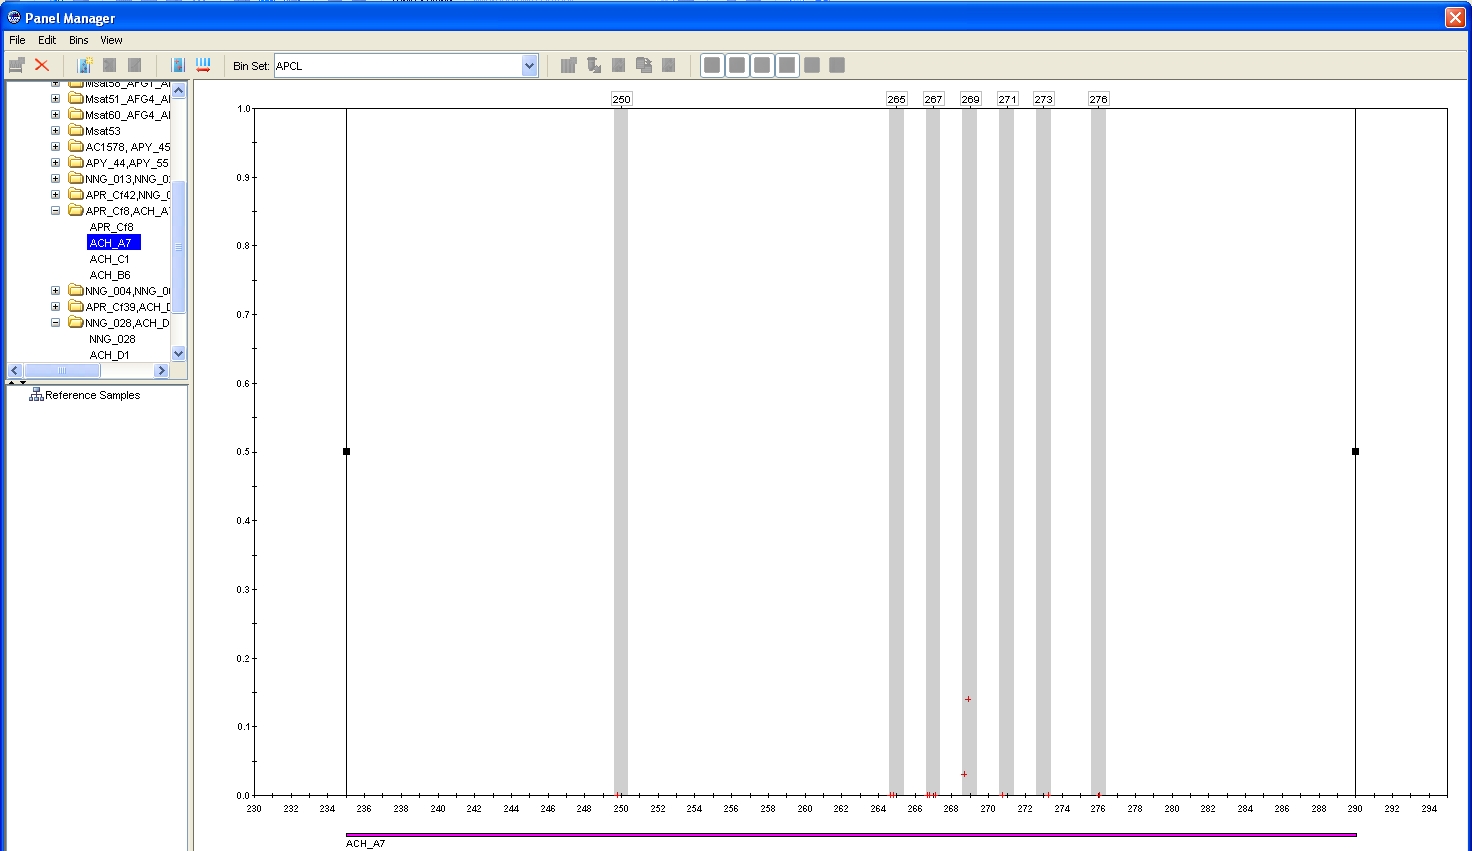 Panel Manager
File Edit Bins View
Bin Set: APCL
Msat58_AFG1_A
Msat51_AFG4_A
Msat60_AFG4_A
Msat53
AC1578, APY_45
APY_44,APY_55
NNG_013,NNG_0
APR_Cf42,NNG_0
APR_Cf8,ACH_A
APR_Cf8
ACH_A7
ACH_C1
ACH_B6
NNG_004,NNG_0
APR_Cf39,ACH_D
NNG_028,ACH_D
NNG_028
ACH_D1
Reference Samples
250 265 267 269 271 273 276
1.0
0.9
0.8
0.7
0.6
0.5
0.4
0.3
0.2
0.1
0.0
230 232 234 236 238 240 242 244 246 248 250 252 254 256 258 260 262 264 266 268 270 272 274 276 278 280 282 284 286 288 290 292 294
ACH_A7